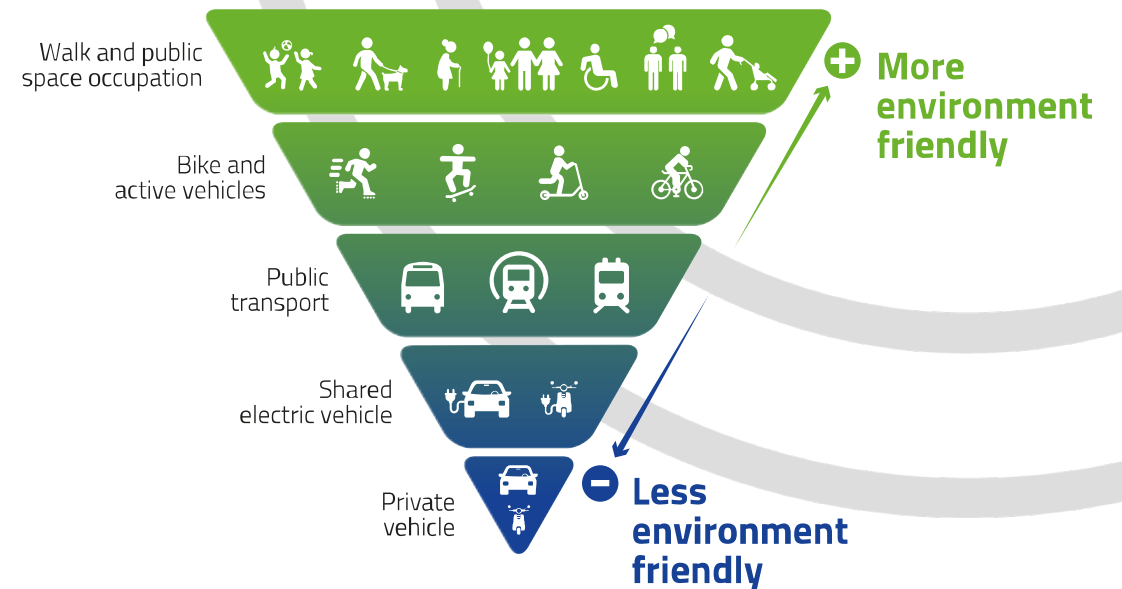 Walk and public
space occupation
More
environment
friendly
Bike and
active vehicles
Public
transport
Shared
electric vehicle
Private
vehicle
Less
environment
friendly